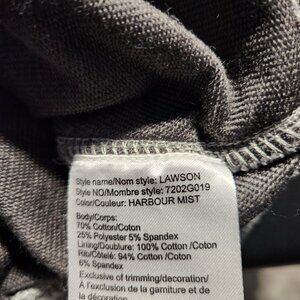 Style name/Nom style: LAWSON
Style NO/Mombre style: 7202G019
Color/Couleur: HARBOUR MIST
Body/Corps:
70% Cotton/Coton
25% Polyester 5% Spandex
Lining/Doublure: 100% Cotton /Coton
Rib/Côtelé: 94% Cotton /Coton
6% Spandex
Exclusive of trimming/decoration/
À l'exclusion de la garniture et de
la décoration